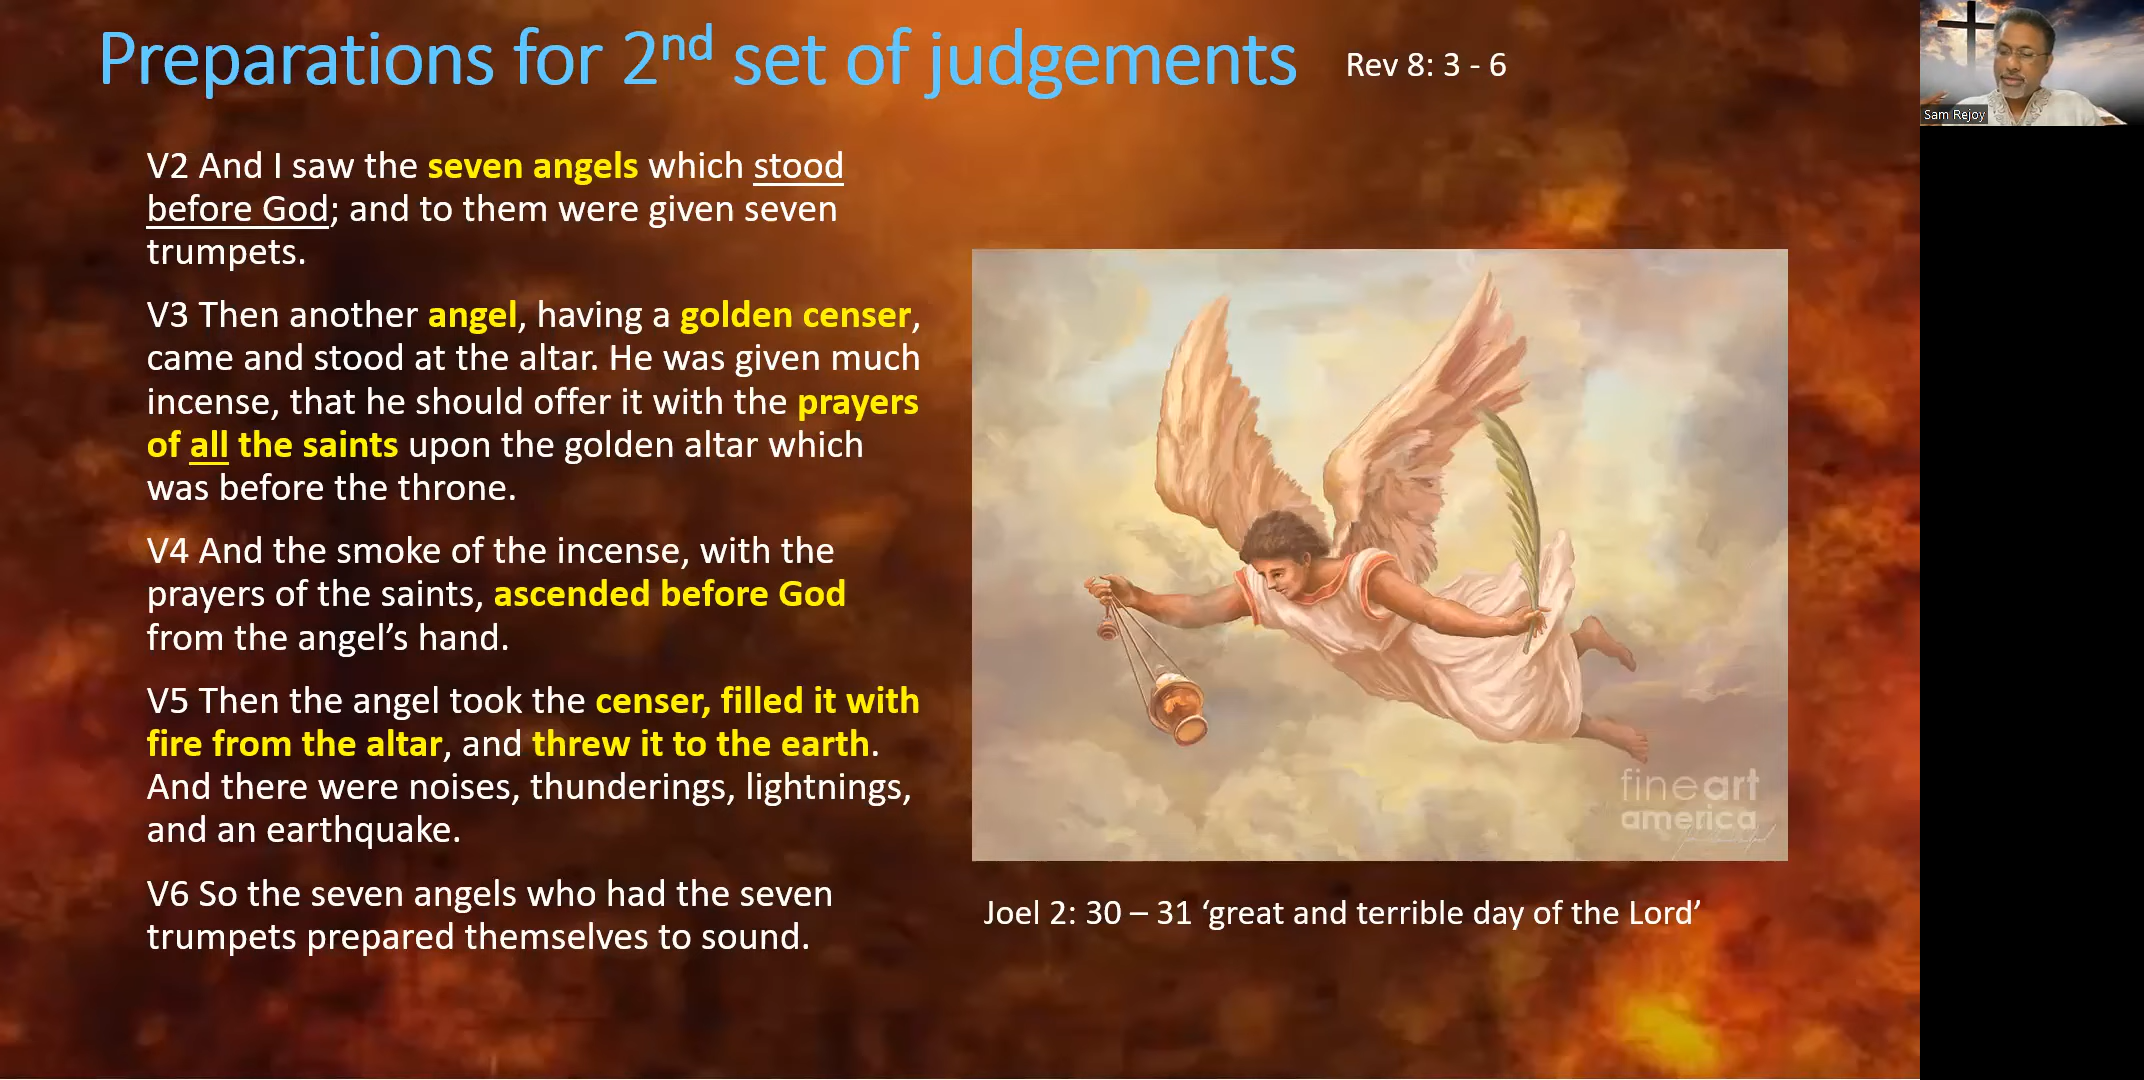 Preparations for 2nd set of judgements
Rev 8: 3 - 6
V2 And I saw the seven angels which stood
before God; and to them were given seven
trumpets.
V3 Then another angel, having a golden censer,
came and stood at the altar. He was given much
incense, that he should offer it with the prayers
of all the saints upon the golden altar which
was before the throne.
V4 And the smoke of the incense, with the
prayers of the saints, ascended before God
from the angel’s hand.
V5 Then the angel took the censer, filled it with
fire from the altar, and threw it to the earth.
And there were noises, thunderings, lightnings,
and an earthquake.
V6 So the seven angels who had the seven
trumpets prepared themselves to sound.
fineart
america
Joel 2: 30 – 31 ‘great and terrible day of the Lord’
Sam Rejoy